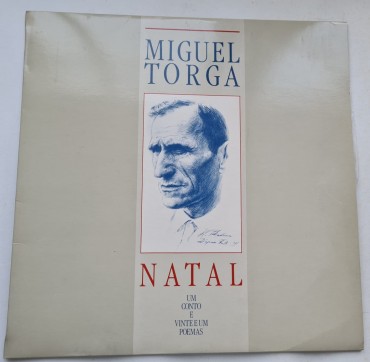 MIGUEL
TORGA
NATAL
UM
CONTO
E
VINTE E UM
POEMAS